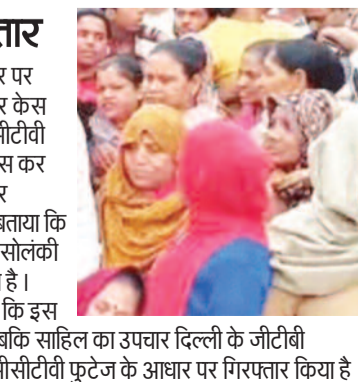 र पर
र केस
सीटीवी
स कर
र
बताया कि
सोलंकी
है।
कि इस
बकि साहिल का उपचार दिल्ली के जीटीबी
सीसीटीवी फुटेज के आधार पर गिरफ्तार किया है